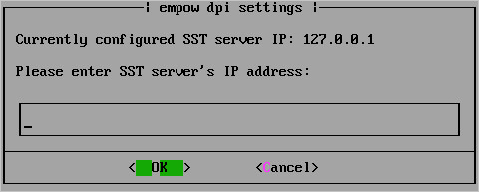 empow dpi settings
Currently configured SST server IP: 127.0.0.1
Please enter SST server's IP address:
_
< OK > <Cancel>